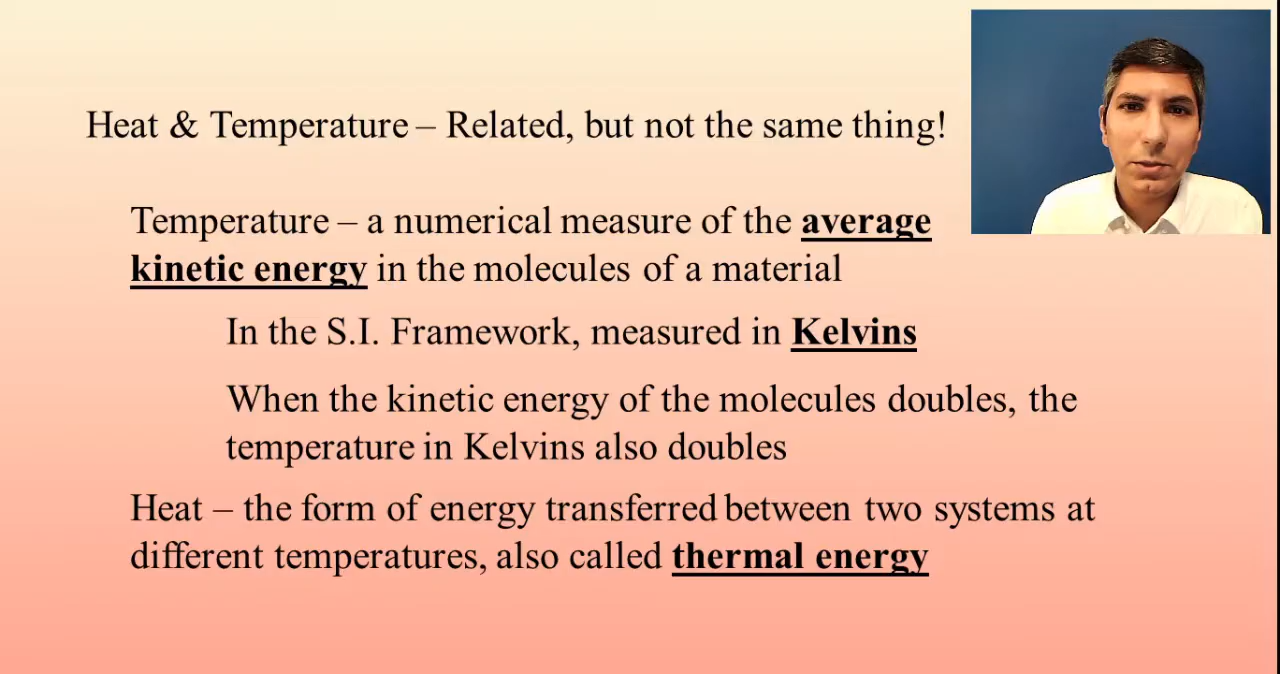 Heat & Temperature – Related, but not the same thing!
Temperature – a numerical measure of the average
kinetic energy in the molecules of a material
In the S.I. Framework, measured in Kelvins
When the kinetic energy of the molecules doubles, the
temperature in Kelvins also doubles
Heat – the form of energy transferred between two systems at
different temperatures, also called thermal energy